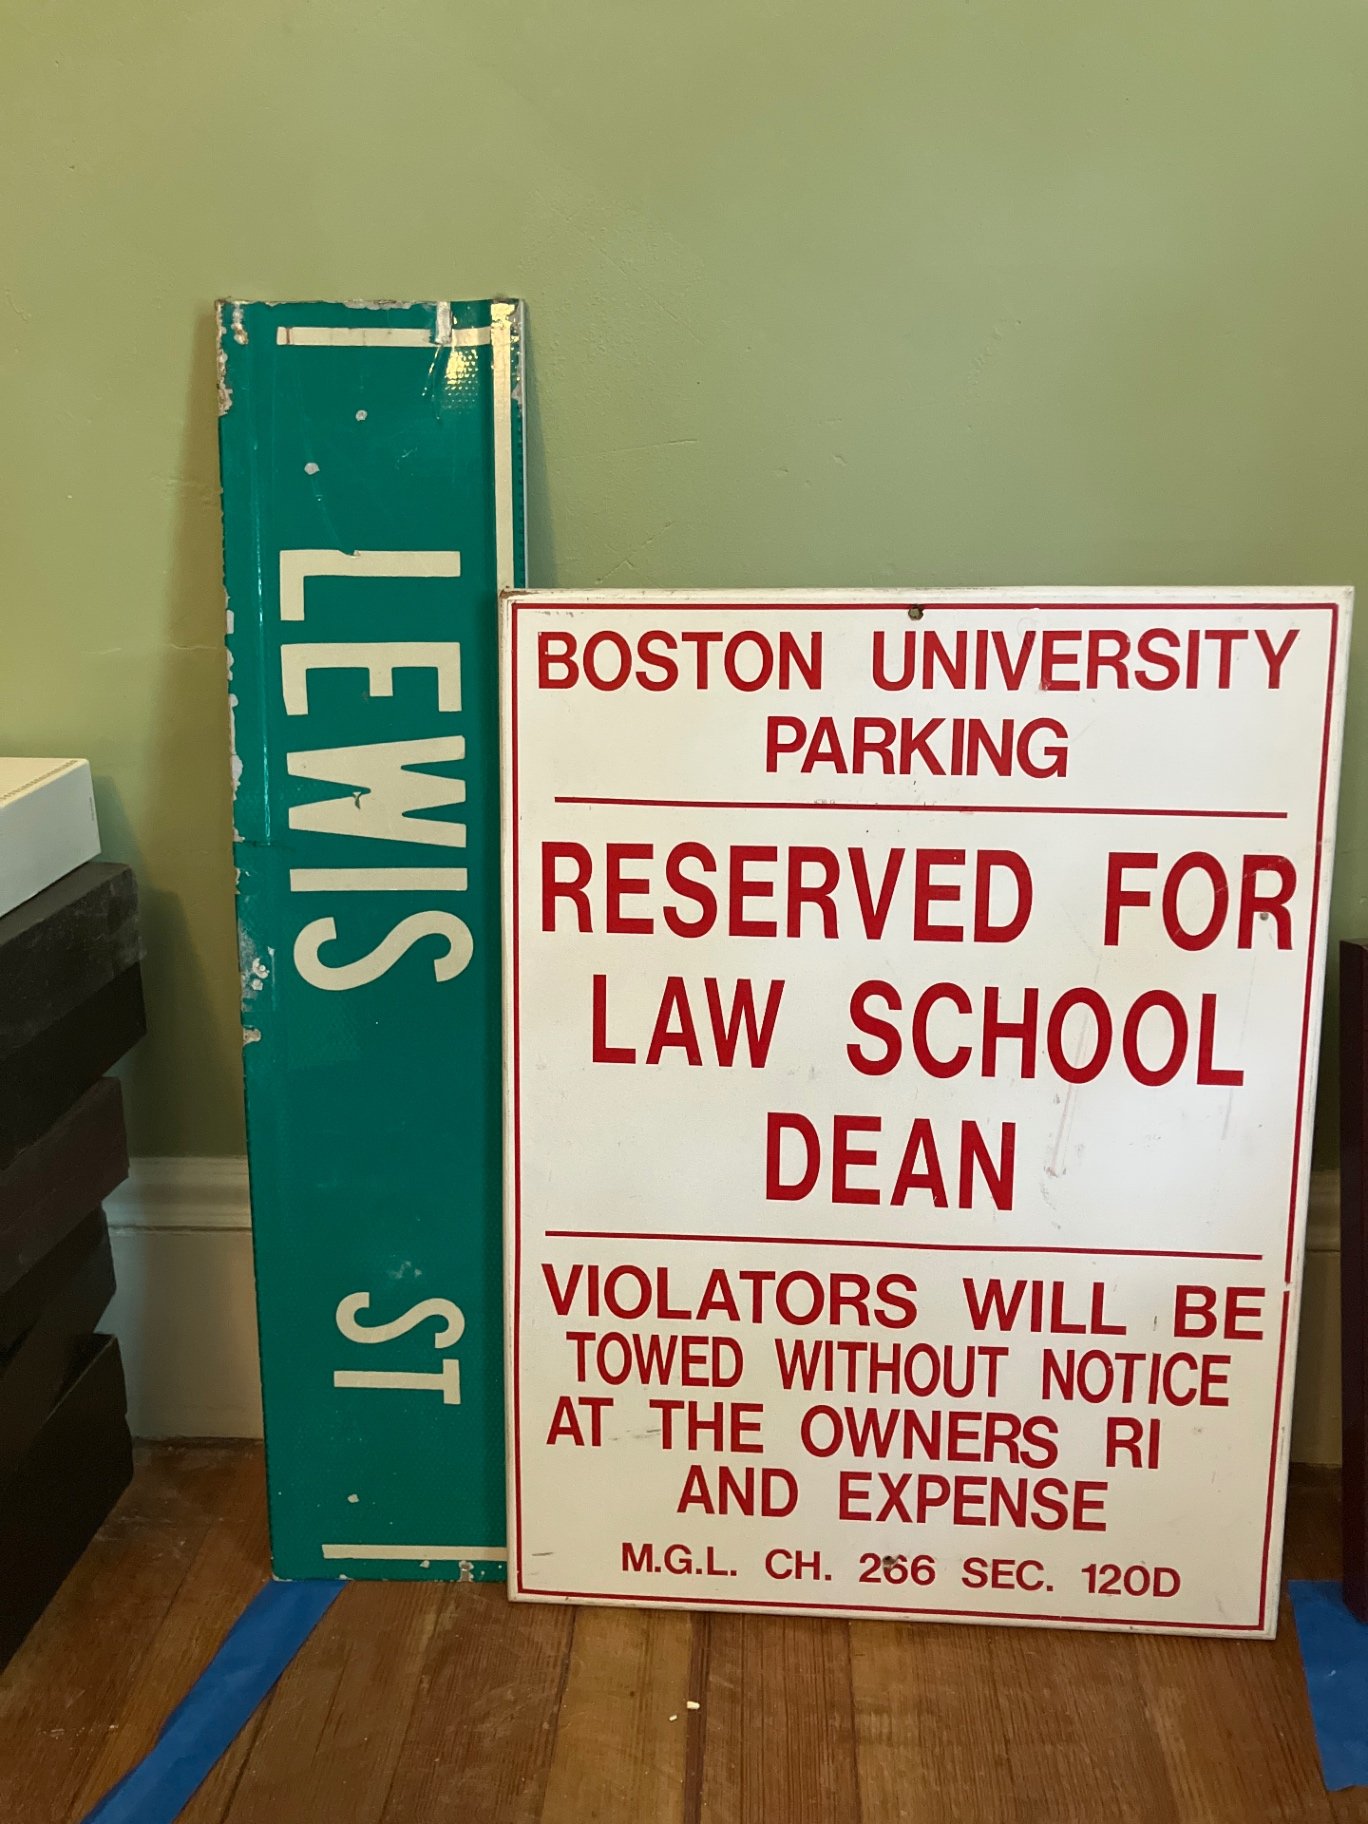 LEWIS ST
BOSTON UNIVERSITY
PARKING
RESERVED FOR
LAW SCHOOL
DEAN
VIOLATORS WILL BE
TOWED WITHOUT NOTICE
AT THE OWNERS RI
AND EXPENSE
M.G.L. CH. 266 SEC. 120D